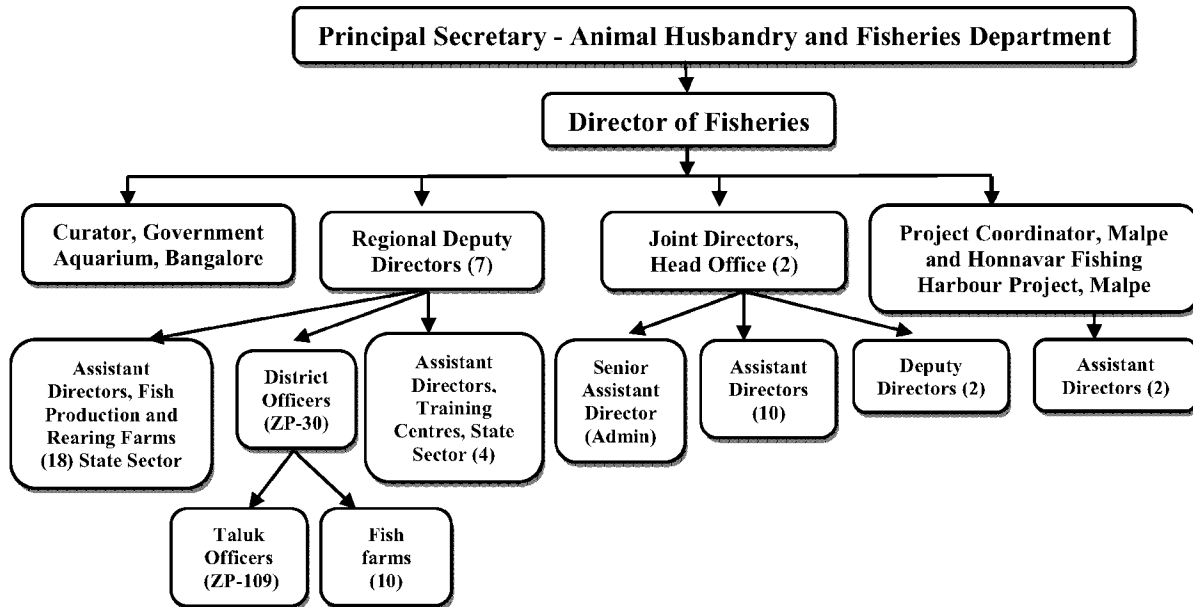 Principal Secretary - Animal Husbandry and Fisheries Department
Director of Fisheries
Curator, Government
Aquarium, Bangalore
Regional Deputy
Directors (7)
Joint Directors,
Head Office (2)
Project Coordinator, Malpe
and Honnavar Fishing
Harbour Project, Malpe
Assistant
Directors, Fish
Production and
Rearing Farms
(18) State Sector
District
Officers
(ZP-30)
Assistant
Directors,
Training
Centres, State
Sector (4)
Senior
Assistant
Director
(Admin)
Assistant
Directors
(10)
Deputy
Directors (2)
Assistant
Directors (2)
Taluk
Officers
(ZP-109)
Fish
farms
(10)